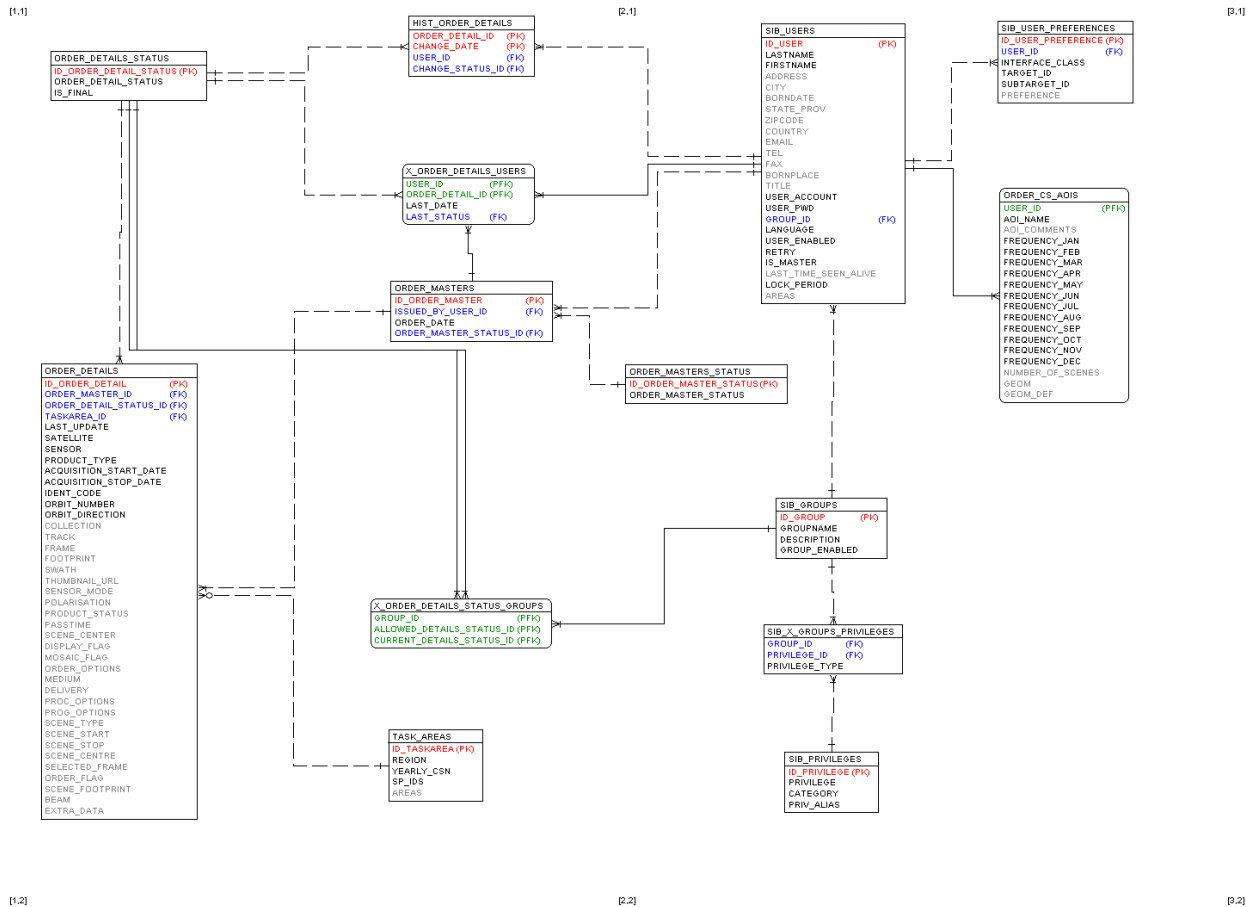 [1,1]
[2,1]
[3,1]
ORDER_DETAILS_STATUS
ID_ORDER_DETAIL_STATUS (PK)
ORDER_DETAIL_STATUS
IS_FINAL
HIST_ORDER_DETAILS
ORDER_DETAIL_ID (PK)
CHANGE_DATE (PK)
USER_ID (FK)
CHANGE_STATUS_ID (FK)
SIB_USERS
ID_USER (PK)
LASTNAME
FIRSTNAME
ADDRESS
CITY
BORNDATE
STATE_PROV
ZIPCODE
COUNTRY
EMAIL
TEL
FAX
BORNPLACE
TITLE
USER_ACCOUNT
USER_PWD
GROUP_ID (FK)
LANGUAGE
USER_ENABLED
RETRY
IS_MASTER
LAST_TIME_SEEN_ALIVE
LOCK_PERIOD
AREAS
SIB_USER_PREFERENCES
ID_USER_PREFERENCE (PK)
USER_ID (FK)
INTERFACE_CLASS
TARGET_ID
SUBTARGET_ID
PREFERENCE
X_ORDER_DETAILS_USERS
USER_ID (PFK)
ORDER_DETAIL_ID (PFK)
LAST_DATE
LAST_STATUS (FK)
ORDER_CS_AOIS
USER_ID (PFK)
AOI_NAME
AOI_COMMENTS
FREQUENCY_JAN
FREQUENCY_FEB
FREQUENCY_MAR
FREQUENCY_APR
FREQUENCY_MAY
FREQUENCY_JUN
FREQUENCY_JUL
FREQUENCY_AUG
FREQUENCY_SEP
FREQUENCY_OCT
FREQUENCY_NOV
FREQUENCY_DEC
NUMBER_OF_SCENES
GEOM
GEOM_DEF
ORDER_MASTERS
ID_ORDER_MASTER (PK)
ISSUED_BY_USER_ID (FK)
ORDER_DATE
ORDER_MASTER_STATUS_ID (FK)
ORDER_MASTERS_STATUS
ID_ORDER_MASTER_STATUS (PK)
ORDER_MASTER_STATUS
ORDER_DETAILS
ID_ORDER_DETAIL (PK)
ORDER_MASTER_ID (FK)
ORDER_DETAIL_STATUS_ID (FK)
TASKAREA_ID (FK)
LAST_UPDATE
SATELLITE
SENSOR
PRODUCT_TYPE
ACQUISITION_START_DATE
ACQUISITION_STOP_DATE
IDENT_CODE
ORBIT_NUMBER
ORBIT_DIRECTION
COLLECTION
TRACK
FRAME
FOOTPRINT
SWATH
THUMBNAIL_URL
SENSOR_MODE
POLARISATION
PRODUCT_STATUS
PASSTIME
SCENE_CENTER
DISPLAY_FLAG
MOSAIC_FLAG
ORDER_OPTIONS
MEDIUM
DELIVERY
PROC_OPTIONS
PROG_OPTIONS
SCENE_TYPE
SCENE_START
SCENE_STOP
SCENE_CENTRE
SELECTED_FRAME
ORDER_FLAG
SCENE_FOOTPRINT
BEAM
EXTRA_DATA
SIB_GROUPS
ID_GROUP (PK)
GROUPNAME
DESCRIPTION
GROUP_ENABLED
X_ORDER_DETAILS_STATUS_GROUPS
GROUP_ID (PFK)
ALLOWED_DETAILS_STATUS_ID (PFK)
CURRENT_DETAILS_STATUS_ID (PFK)
SIB_X_GROUPS_PRIVILEGES
GROUP_ID (FK)
PRIVILEGE_ID (FK)
PRIVILEGE_TYPE
TASK_AREAS
ID_TASKAREA (PK)
REGION
YEARLY_CSN
SP_IDS
AREAS
SIB_PRIVILEGES
ID_PRIVILEGE (PK)
PRIVILEGE
CATEGORY
PRIV_ALIAS
[1,2]
[2,2]
[3,2]